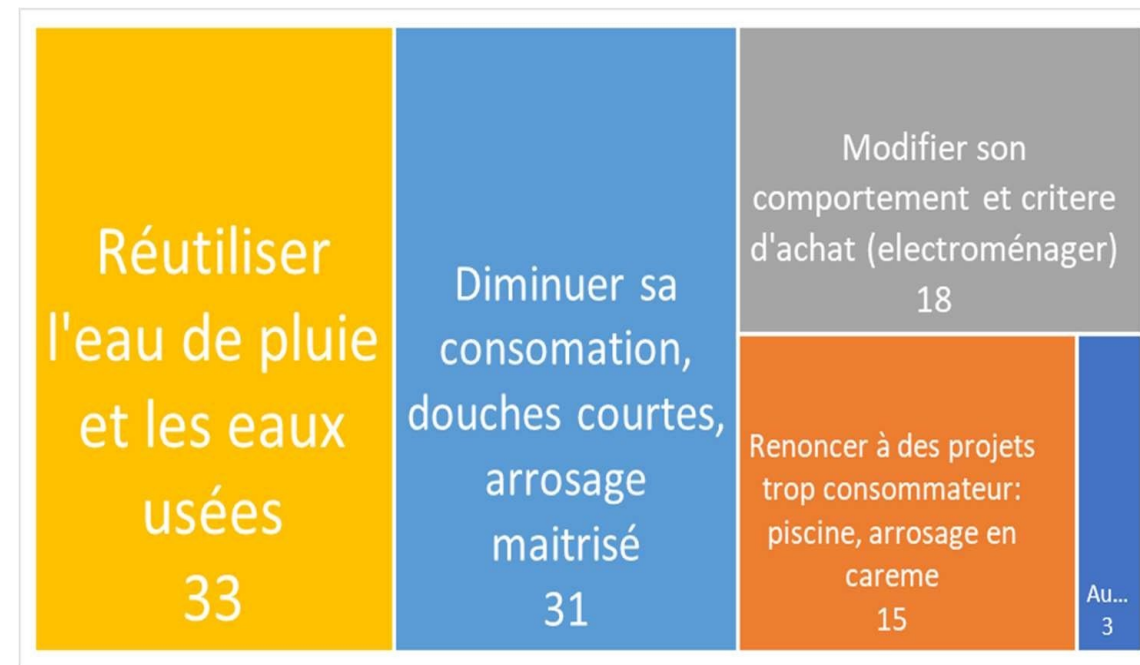 Réutiliser
l'eau de pluie
et les eaux
usées
33
Diminuer sa
consomation,
douches courtes,
arrosage
maitrisé
31
Modifier son
comportement et critere
d'achat (electroménager)
18
Renoncer à des projets
trop consommateur:
piscine, arrosage en
careme
15
Au...
3